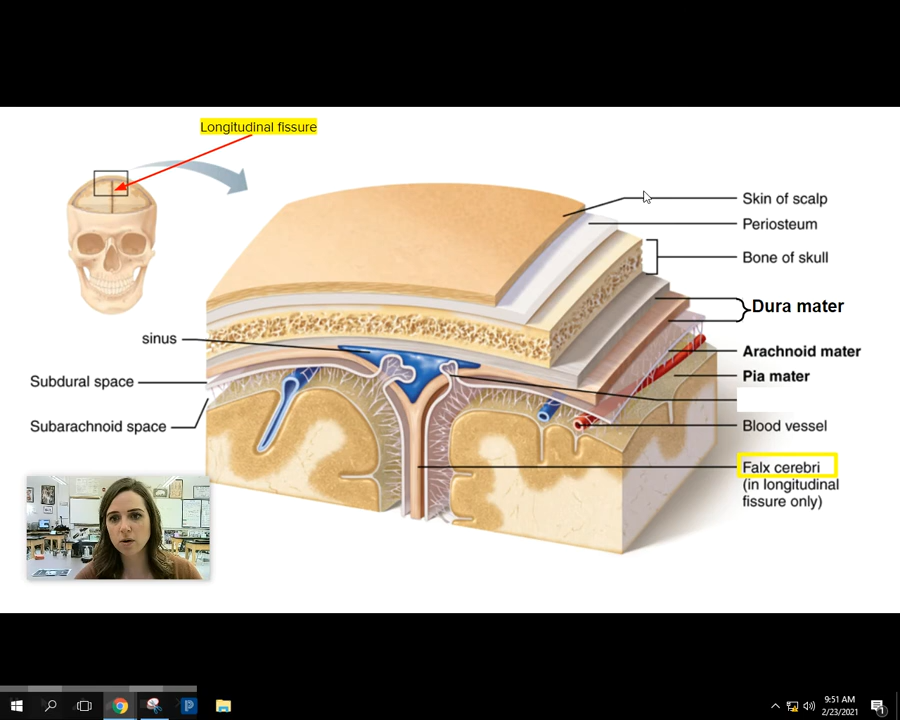 Longitudinal fissure
Skin of scalp
Periosteum
Bone of skull
Dura mater
sinus
Arachnoid mater
Subdural space
Pia mater
Subarachnoid space
Blood vessel
Falx cerebri
(in longitudinal
fissure only)
9:51 AM
2/23/2021